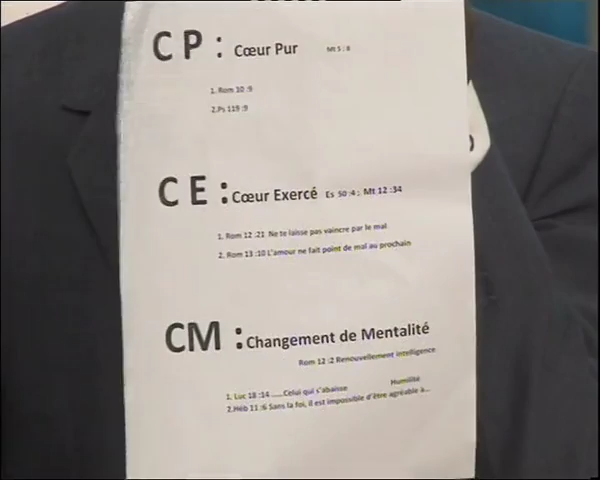 CP : Cœur Pur Mt 5 : 8
1. Rom 10 :9
2.Ps 119 :9
CE : Cœur Exercé Es 50 :4 ; Mt 12 :34
1. Rom 12 :21 Ne te laisse pas vaincre par le mal
2. Rom 13 :10 L'amour ne fait point de mal au prochain
CM : Changement de Mentalité
Rom 12 :2 Renouvellement intelligence
1. Luc 18 :14 .....Celui qui s'abaisse Humilité
2.Héb 11 :6 Sans la foi, il est impossible d'être agréable à...